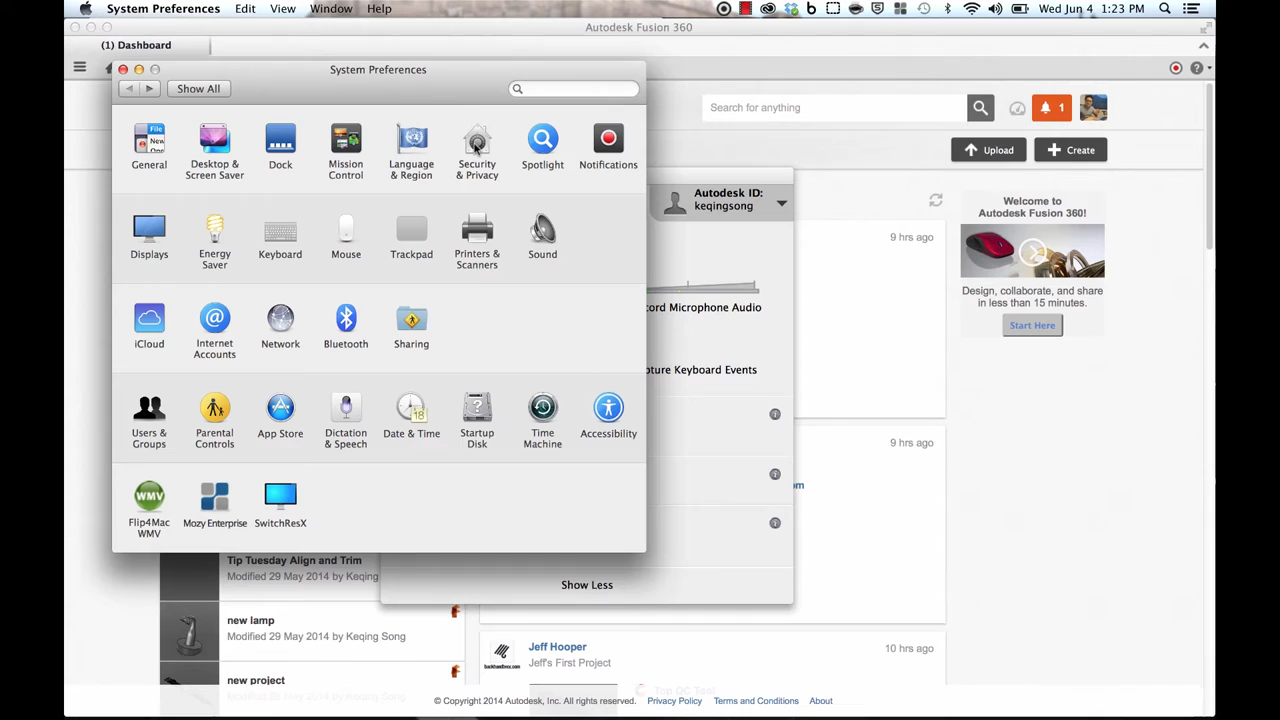 System Preferences Edit View Window Help
Wed Jun 4 1:23 PM
Autodesk Fusion 360
(1) Dashboard
System Preferences
Show All
Search for anything
1
File
New
General
Desktop &
Screen Saver
Dock
Mission
Control
Language
& Region
Security
& Privacy
Spotlight
Notifications
Upload
Create
Autodesk ID:
keqingsong
9 hrs ago
Welcome to
Autodesk Fusion 360!
Displays
Energy
Saver
Keyboard
Mouse
Trackpad
Printers &
Scanners
Sound
Design, collaborate, and share
in less than 15 minutes.
Start Here
cord Microphone Audio
iCloud
Internet
Accounts
Network
Bluetooth
Sharing
ture Keyboard Events
18
Users &
Groups
Parental
Controls
App Store
Dictation
& Speech
Date & Time
Startup
Disk
Time
Machine
Accessibility
9 hrs ago
om
WMV
Flip4Mac
WMV
Mozy Enterprise
SwitchResX
Tip Tuesday Align and Trim
Modified 29 May 2014 by Keqing
Show Less
new lamp
Modified 29 May 2014 by Keqing Song
Jeff Hooper
Jeff's First Project
10 hrs ago
new project
© Copyright 2014 Autodesk, Inc. All rights reserved. Privacy Policy Terms and Conditions About